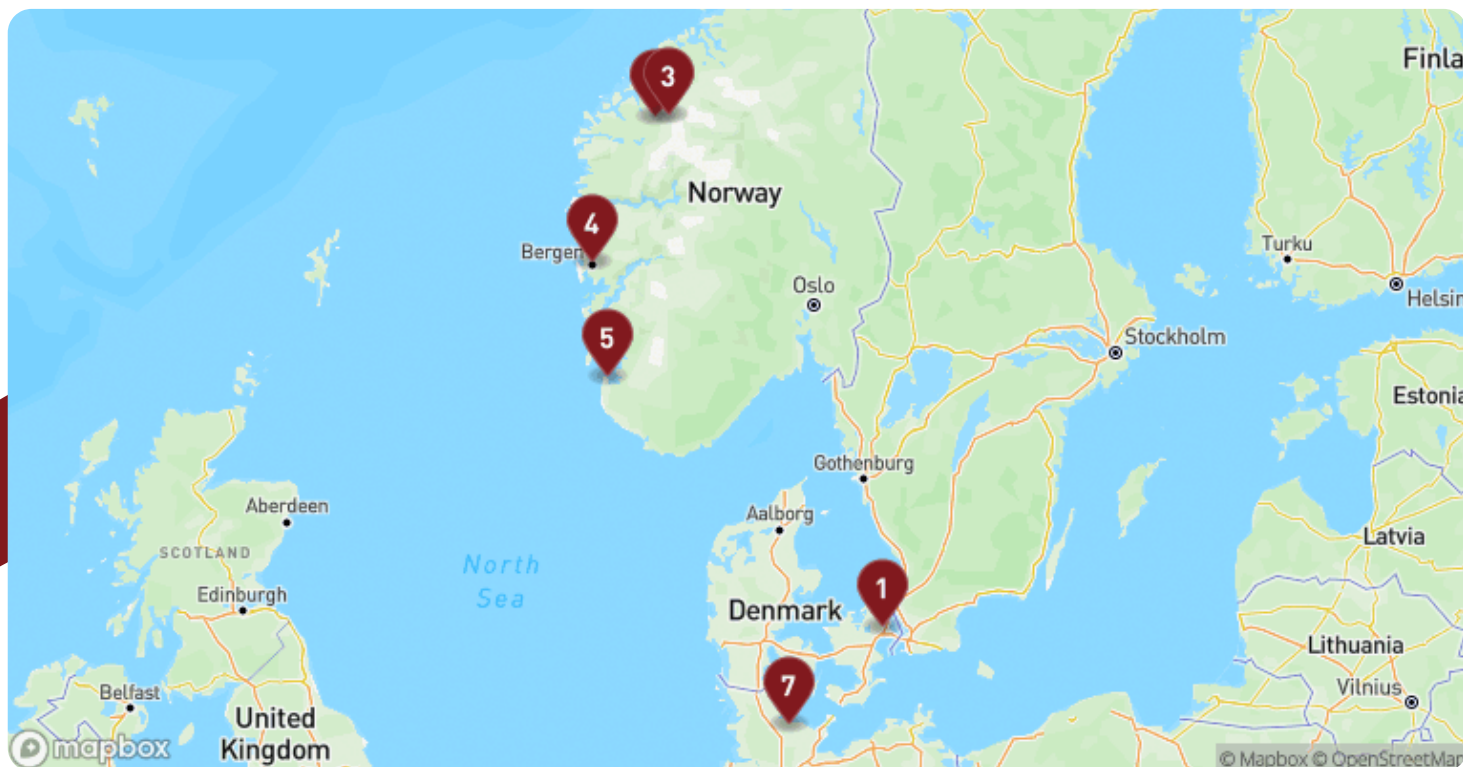 Finla
3
Norway
4
Bergen
Turku
Oslo
Helsin
5
Stockholm
Estonia
Gothenburg
Aberdeen
Aalborg
SCOTLAND
Latvia
North
Sea
1
Edinburgh
Denmark
Lithuania
7
Vilnius
Belfast
United
Kingdom
mapbox
© Mapbox © OpenStreetMap